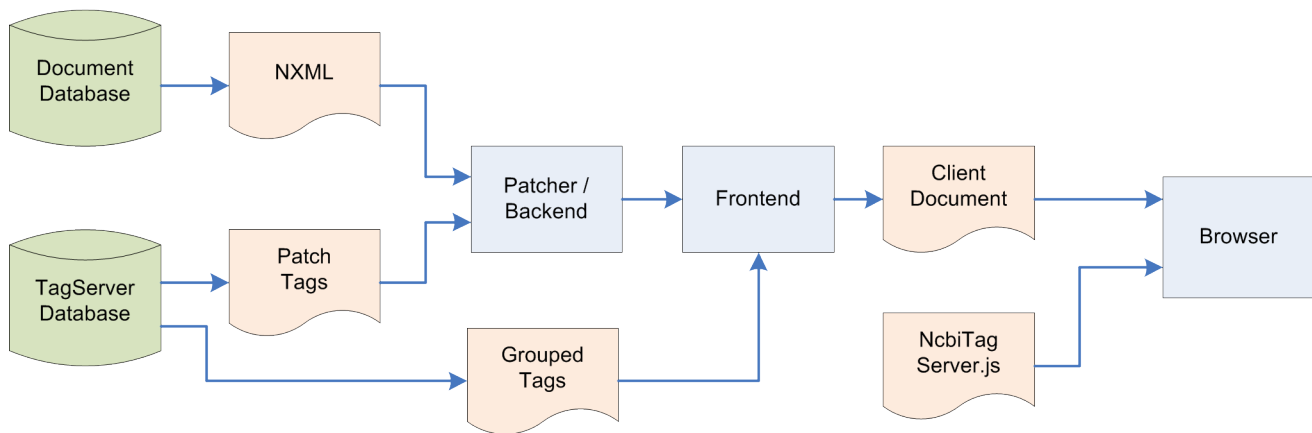 Document
Database
NXML
Patcher /
Backend
Frontend
Client
Document
Browser
TagServer
Database
Patch
Tags
Grouped
Tags
NcbiTag
Server.js